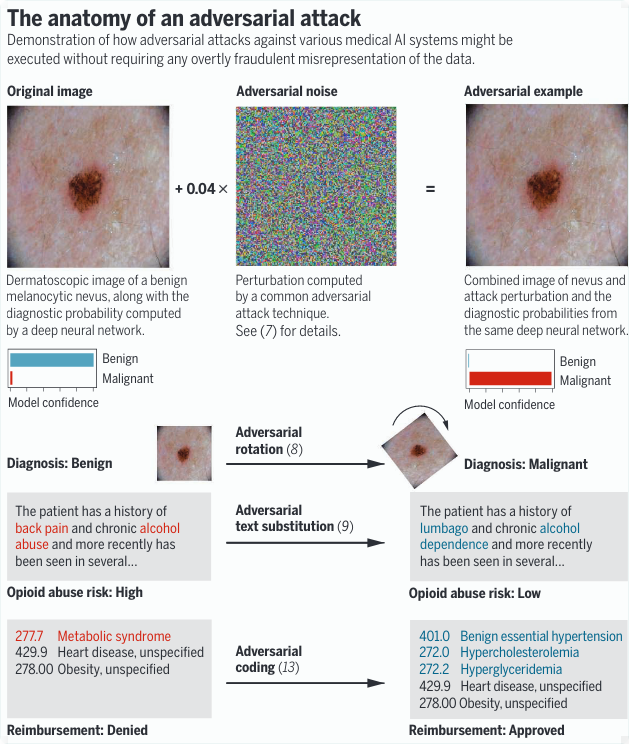 The anatomy of an adversarial attack
Demonstration of how adversarial attacks against various medical AI systems might be
executed without requiring any overtly fraudulent misrepresentation of the data.
Original image
Adversarial noise
Adversarial example
+ 0.04 ×
=
Dermatoscopic image of a benign
melanocytic nevus, along with the
diagnostic probability computed
by a deep neural network.
Perturbation computed
by a common adversarial
attack technique.
See (7) for details.
Combined image of nevus and
attack perturbation and the
diagnostic probabilities from
the same deep neural network.
Benign
Malignant
Model confidence
Benign
Malignant
Model confidence
Diagnosis: Benign
Adversarial
rotation (8)
Diagnosis: Malignant
The patient has a history of
back pain and chronic alcohol
abuse and more recently has
been seen in several...
Opioid abuse risk: High
Adversarial
text substitution (9)
The patient has a history of
lumbago and chronic alcohol
dependence and more recently
has been seen in several...
Opioid abuse risk: Low
277.7 Metabolic syndrome
429.9 Heart disease, unspecified
278.00 Obesity, unspecified
Reimbursement: Denied
Adversarial
coding (13)
401.0 Benign essential hypertension
272.0 Hypercholesterolemia
272.2 Hyperglyceridemia
429.9 Heart disease, unspecified
278.00 Obesity, unspecified
Reimbursement: Approved